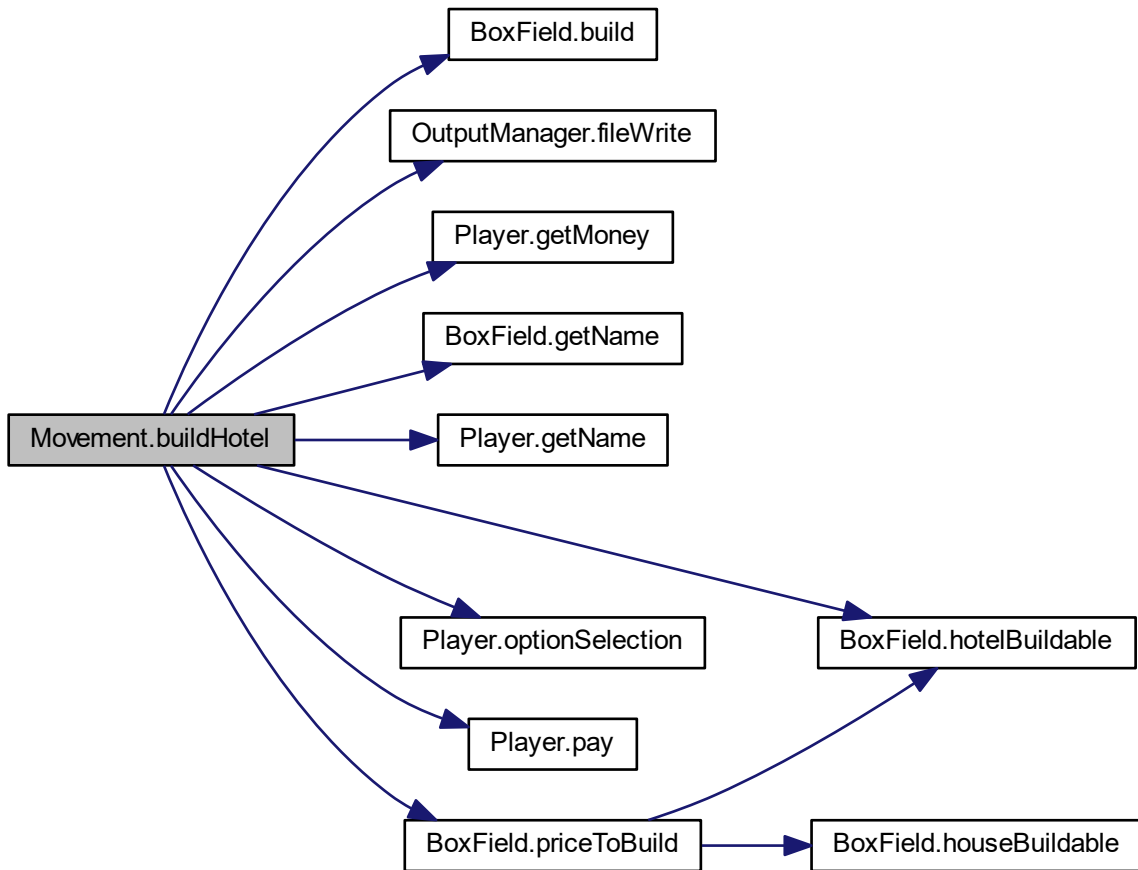 BoxField.build
OutputManager.fileWrite
Player.getMoney
BoxField.getName
Movement.buildHotel
Player.getName
Player.optionSelection
BoxField.hotelBuildable
Player.pay
BoxField.priceToBuild
BoxField.houseBuildable